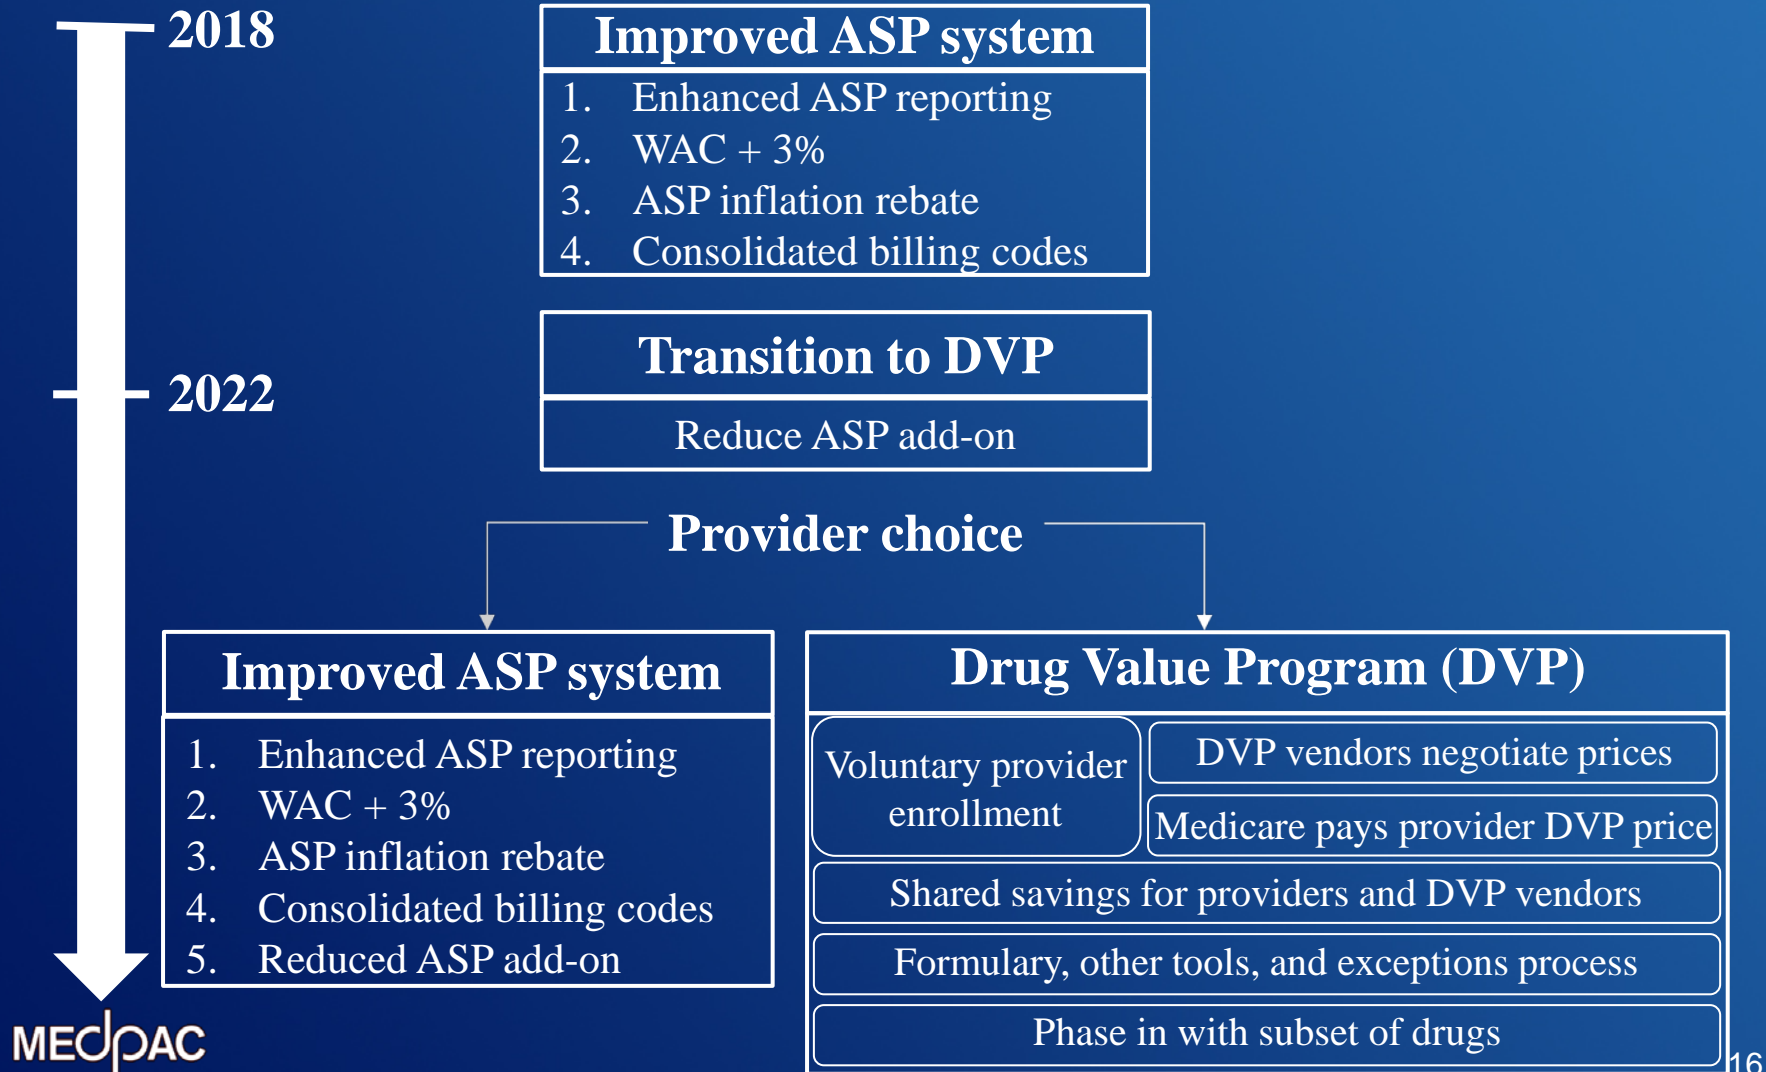 2018
Improved ASP system
1. Enhanced ASP reporting
2. WAC + 3%
3. ASP inflation rebate
4. Consolidated billing codes
Transition to DVP
2022
Reduce ASP add-on
Provider choice
Improved ASP system
1. Enhanced ASP reporting
2. WAC + 3%
3. ASP inflation rebate
4. Consolidated billing codes
5. Reduced ASP add-on
Drug Value Program (DVP)
Voluntary provider
enrollment
DVP vendors negotiate prices
Medicare pays provider DVP price
Shared savings for providers and DVP vendors
Formulary, other tools, and exceptions process
Phase in with subset of drugs
MEDPAC
16